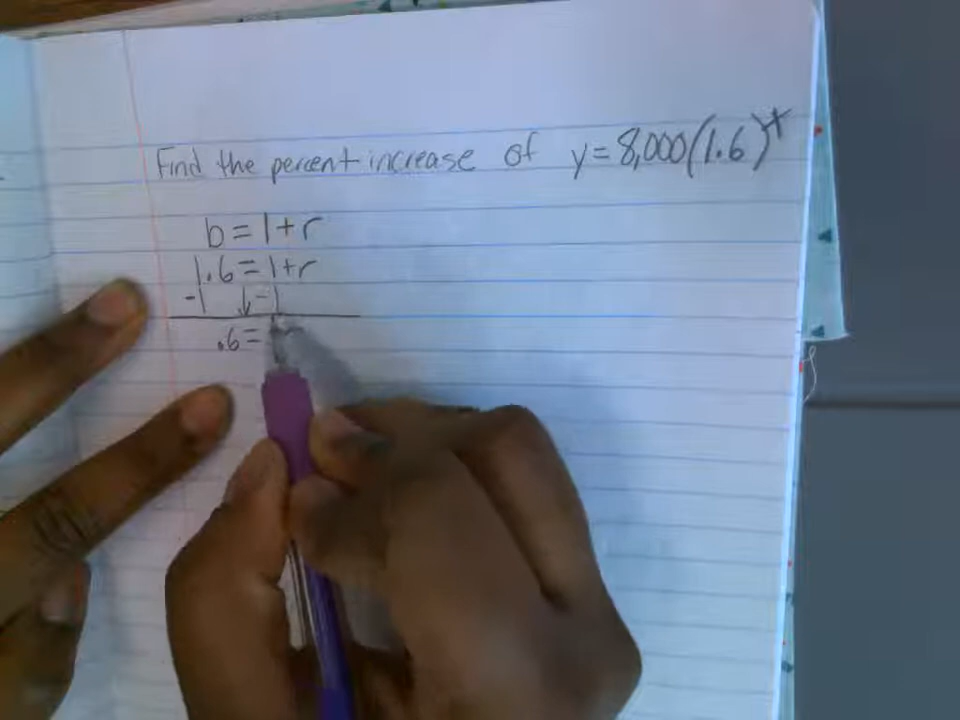 Find the percent increase of y=8,000(1.6)^x
b=1+r
1.6=1+r
-1 ↓-1
.6=